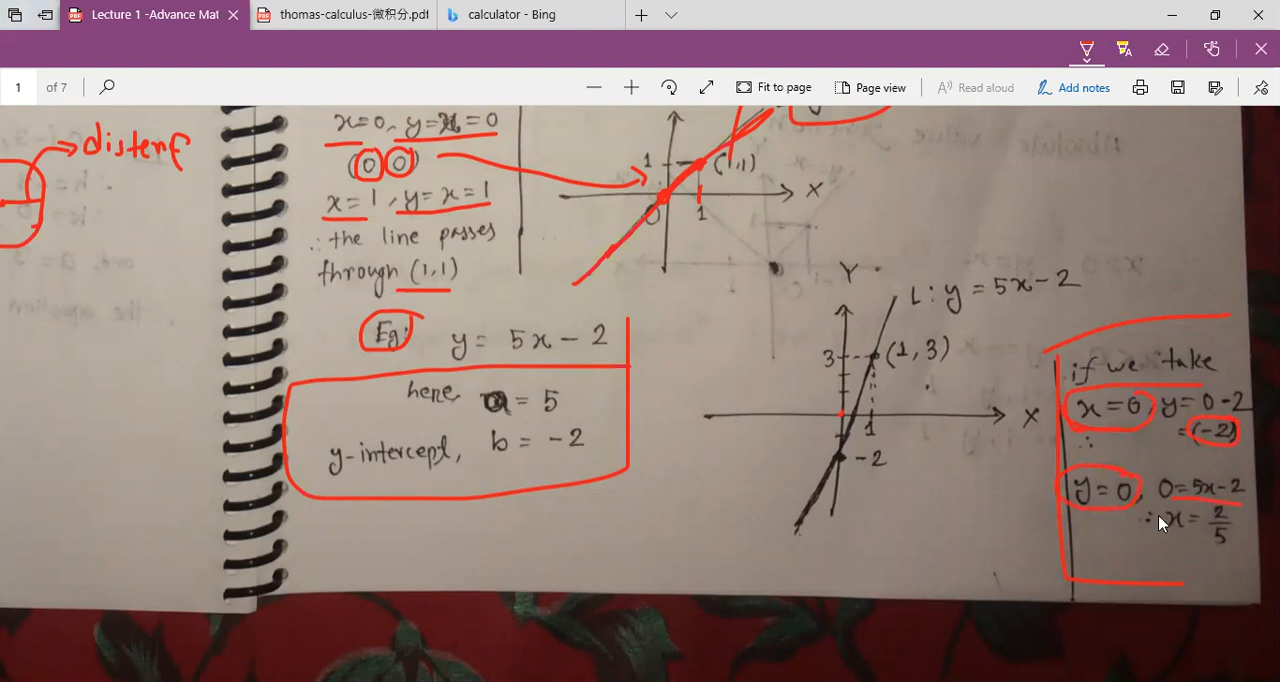 Lecture 1 -Advance Mat
thomas-calculus-微积分.pdf
calculator - Bing
1 of 7
Fit to page
Page view
Read aloud
Add notes
distenf
x=0, y=x=0
(0 0)
x=1, y=x=1
∴ the line passes
through (1,1)
1
(1,1)
X
0
1
Eg:
y = 5x - 2
here, a = 5
y-intercept, b = -2
Y
L: y = 5x - 2
3
(1, 3)
X
1
-2
if we take
x=0, y=0-2
∴ =(-2)
y=0, 0=5x-2
∴ x = 2/5
Absolute value